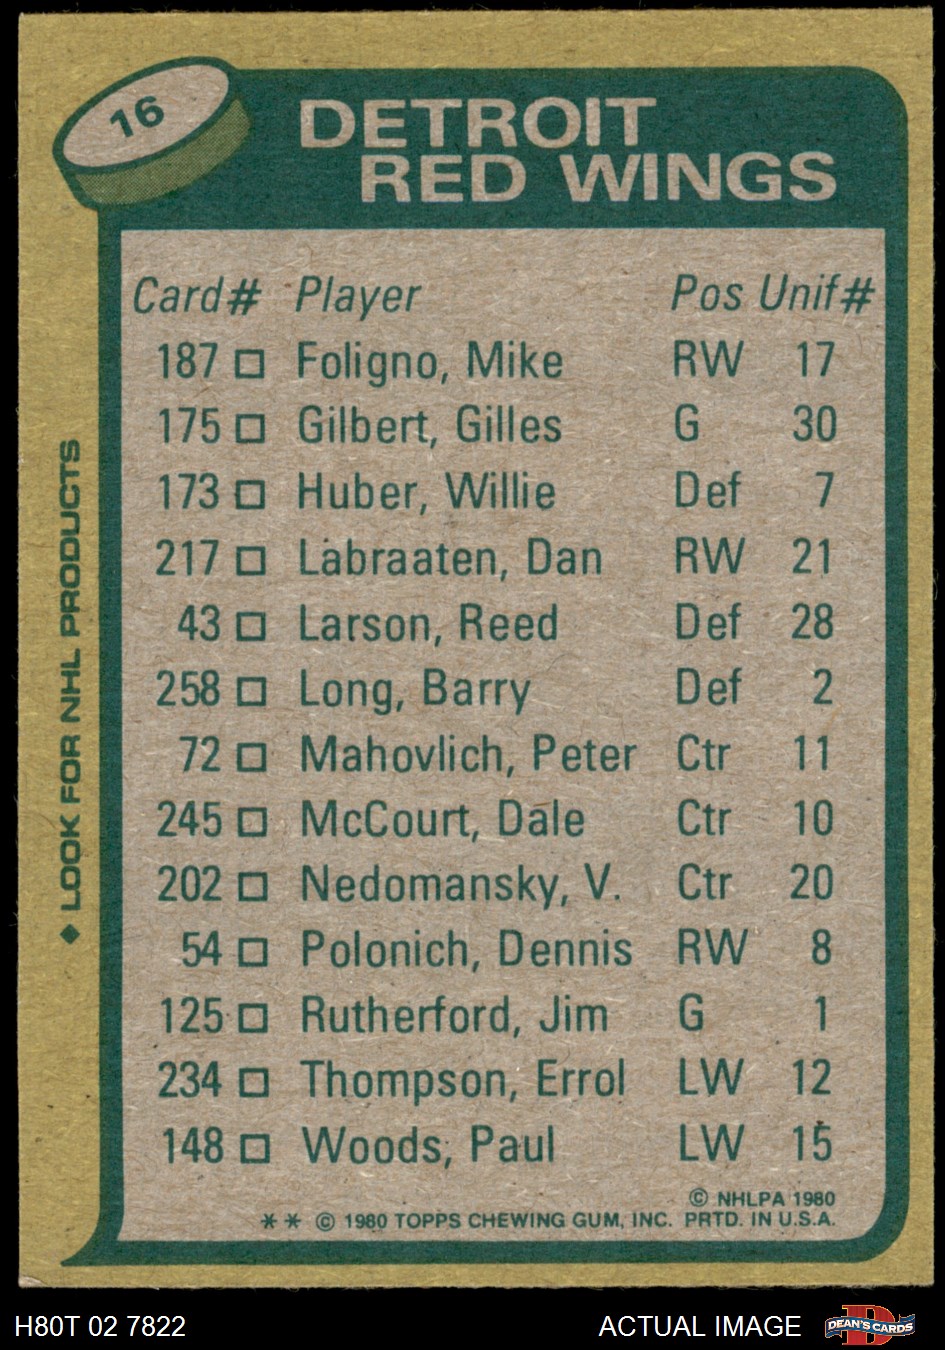 16
DETROIT
RED WINGS
Card# Player Pos Unif#
187 Foligno, Mike RW 17
175 Gilbert, Gilles G 30
173 Huber, Willie Def 7
217 Labraaten, Dan RW 21
43 Larson, Reed Def 28
258 Long, Barry Def 2
72 Mahovlich, Peter Ctr 11
245 McCourt, Dale Ctr 10
202 Nedomansky, V. Ctr 20
54 Polonich, Dennis RW 8
125 Rutherford, Jim G 1
234 Thompson, Errol LW 12
148 Woods, Paul LW 15
© NHLPA 1980
** © 1980 TOPPS CHEWING GUM, INC. PRTD. IN U.S.A.
◆ LOOK FOR NHL PRODUCTS
H80T 02 7822
ACTUAL IMAGE
D
DEAN'S CARDS